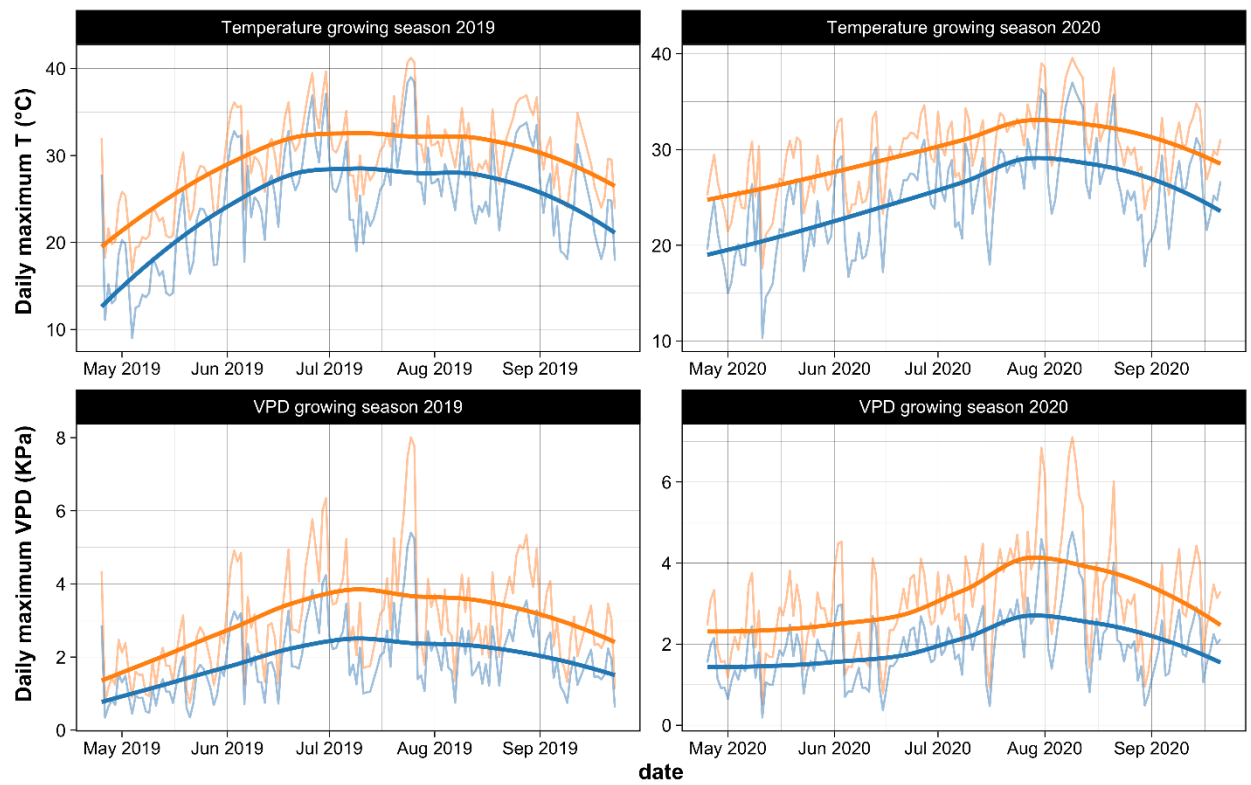 Temperature growing season 2019
Temperature growing season 2020
Daily maximum T (°C)
40
30
20
10
May 2019 Jun 2019 Jul 2019 Aug 2019 Sep 2019
40
30
20
10
May 2020 Jun 2020 Jul 2020 Aug 2020 Sep 2020
VPD growing season 2019
VPD growing season 2020
Daily maximum VPD (KPa)
8
6
4
2
0
May 2019 Jun 2019 Jul 2019 Aug 2019 Sep 2019
6
4
2
0
May 2020 Jun 2020 Jul 2020 Aug 2020 Sep 2020
date